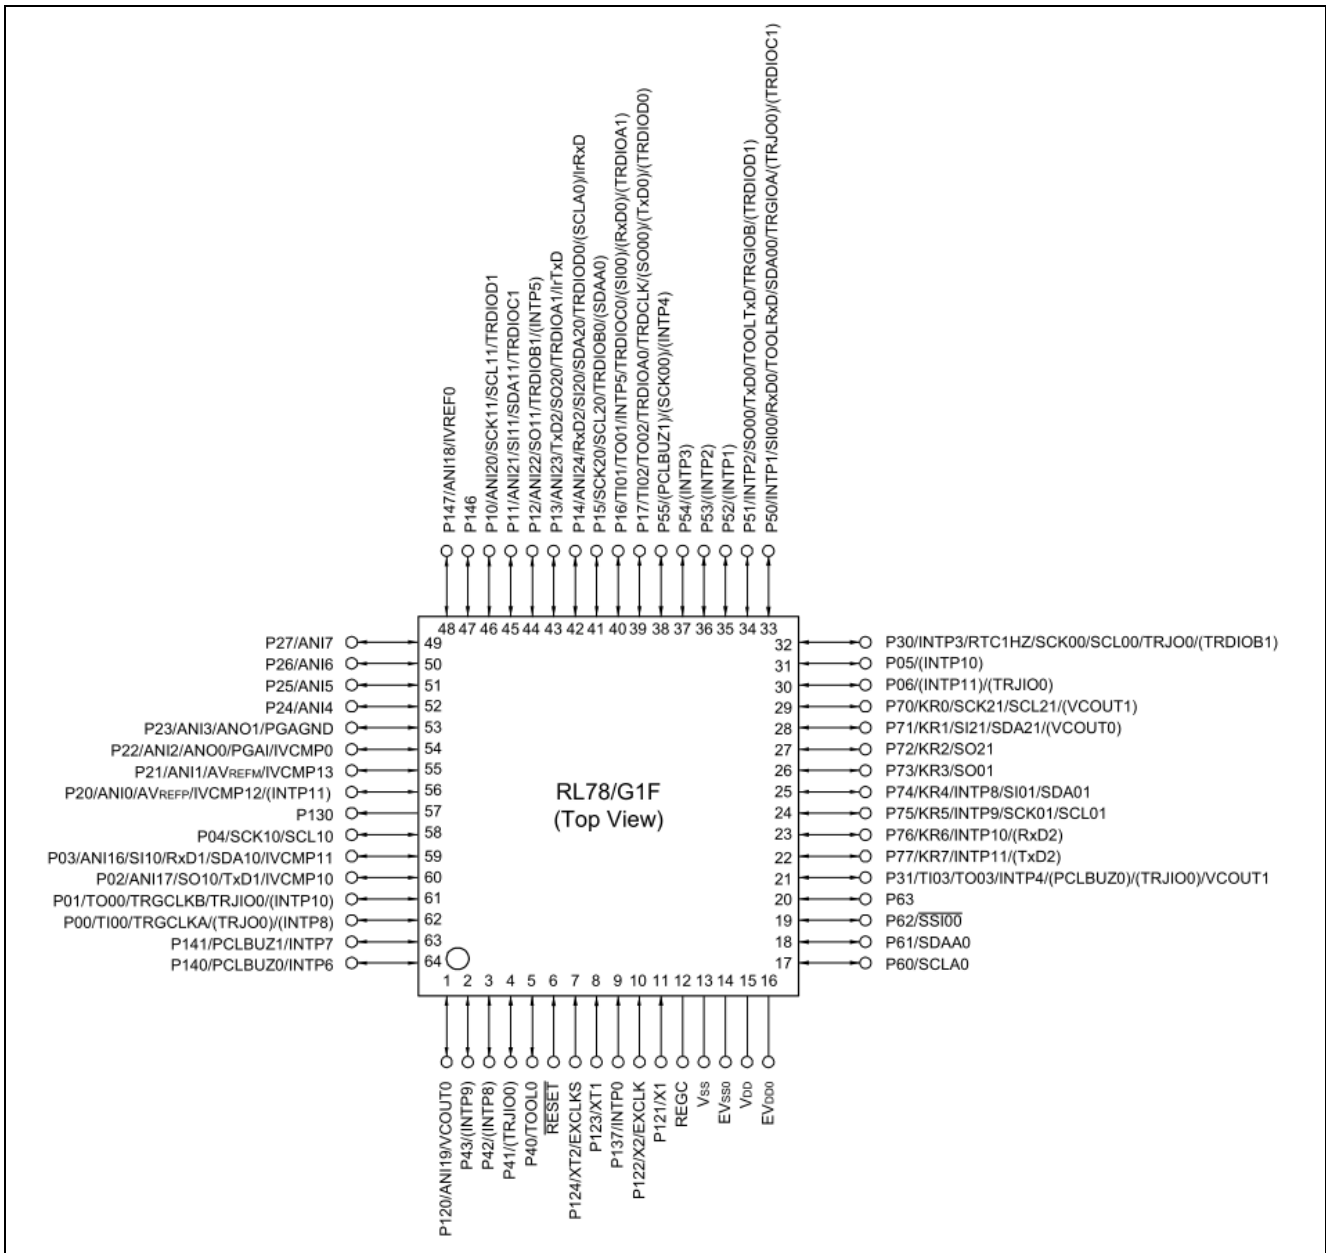 P147/ANI18/IVREF0
P146
P10/ANI20/SCK11/SCL11/TRDIOD1
P11/ANI21/SI11/SDA11/TRDIOC1
P12/ANI22/SO11/TRDIOB1/(INTP5)
P13/ANI23/TxD2/SO20/TRDIOA1/IrTxD
P14/ANI24/RxD2/SI20/SDA20/TRDIOD0/(SCLA0)/IrRxD
P15/SCK20/SCL20/TRDIOB0/(SDAA0)
P16/TI01/TO01/INTP5/TRDIOC0/(SI00)/(RxD0)/(TRDIOA1)
P17/TI02/TO02/TRDIOA0/TRDCLK/(SO00)/(TxD0)/(TRDIOD0)
P55/(PCLBUZ1)/(SCK00)/(INTP4)
P54/(INTP3)
P53/(INTP2)
P52/(INTP1)
P51/INTP2/SO00/TxD0/TOOLTxD/TRGIOB/(TRDIOD1)
P50/INTP1/SI00/RxD0/TOOLRxD/SDA00/TRGIOA/(TRJO0)/(TRDIOC1)
48 47 46 45 44 43 42 41 40 39 38 37 36 35 34 33
P27/ANI7 49
P26/ANI6 50
P25/ANI5 51
P24/ANI4 52
P23/ANI3/ANO1/PGAGND 53
P22/ANI2/ANO0/PGAI/IVCMP0 54
P21/ANI1/AVREFM/IVCMP13 55
P20/ANI0/AVREFP/IVCMP12/(INTP11) 56
P130 57
P04/SCK10/SCL10 58
P03/ANI16/SI10/RxD1/SDA10/IVCMP11 59
P02/ANI17/SO10/TxD1/IVCMP10 60
P01/TO00/TRGCLKB/TRJIO0/(INTP10) 61
P00/TI00/TRGCLKA/(TRJO0)/(INTP8) 62
P141/PCLBUZ1/INTP7 63
P140/PCLBUZ0/INTP6 64
RL78/G1F
(Top View)
32 P30/INTP3/RTC1HZ/SCK00/SCL00/TRJO0/(TRDIOB1)
31 P05/(INTP10)
30 P06/(INTP11)/(TRJIO0)
29 P70/KR0/SCK21/SCL21/(VCOUT1)
28 P71/KR1/SI21/SDA21/(VCOUT0)
27 P72/KR2/SO21
26 P73/KR3/SO01
25 P74/KR4/INTP8/SI01/SDA01
24 P75/KR5/INTP9/SCK01/SCL01
23 P76/KR6/INTP10/(RxD2)
22 P77/KR7/INTP11/(TxD2)
21 P31/TI03/TO03/INTP4/(PCLBUZ0)/(TRJIO0)/VCOUT1
20 P63
19 P62/SSI00
18 P61/SDAA0
17 P60/SCLA0
1 2 3 4 5 6 7 8 9 10 11 12 13 14 15 16
P120/ANI19/VCOUT0
P43/(INTP9)
P42/(INTP8)
P41/(TRJIO0)
P40/TOOL0
RESET
P124/XT2/EXCLKS
P123/XT1
P137/INTP0
P122/X2/EXCLK
P121/X1
REGC
VSS
EVSS0
VDD
EVDD0